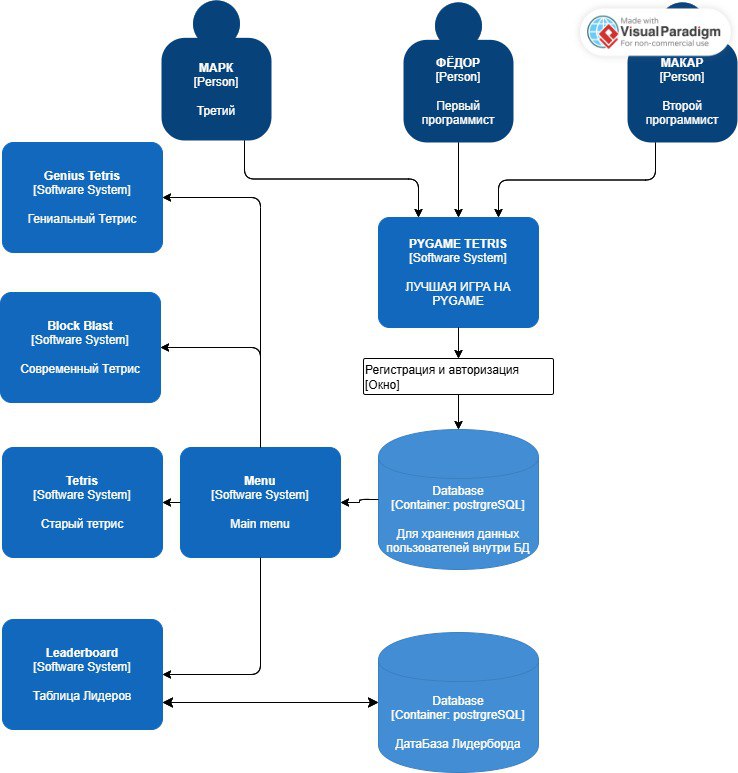 Made with
Visual Paradigm
For non-commercial use
МАРК
[Person]
Третий
ФЁДОР
[Person]
Первый
программист
МАКАР
[Person]
Второй
программист
Genius Tetris
[Software System]
Гениальный Тетрис
PYGAME TETRIS
[Software System]
ЛУЧШАЯ ИГРА НА
PYGAME
Block Blast
[Software System]
Современный Тетрис
Регистрация и авторизация
[Окно]
Tetris
[Software System]
Старый тетрис
Menu
[Software System]
Main menu
Database
[Container: postrgreSQL]
Для хранения данных
пользователей внутри БД
Leaderboard
[Software System]
Таблица Лидеров
Database
[Container: postrgreSQL]
ДатаБаза Лидерборда